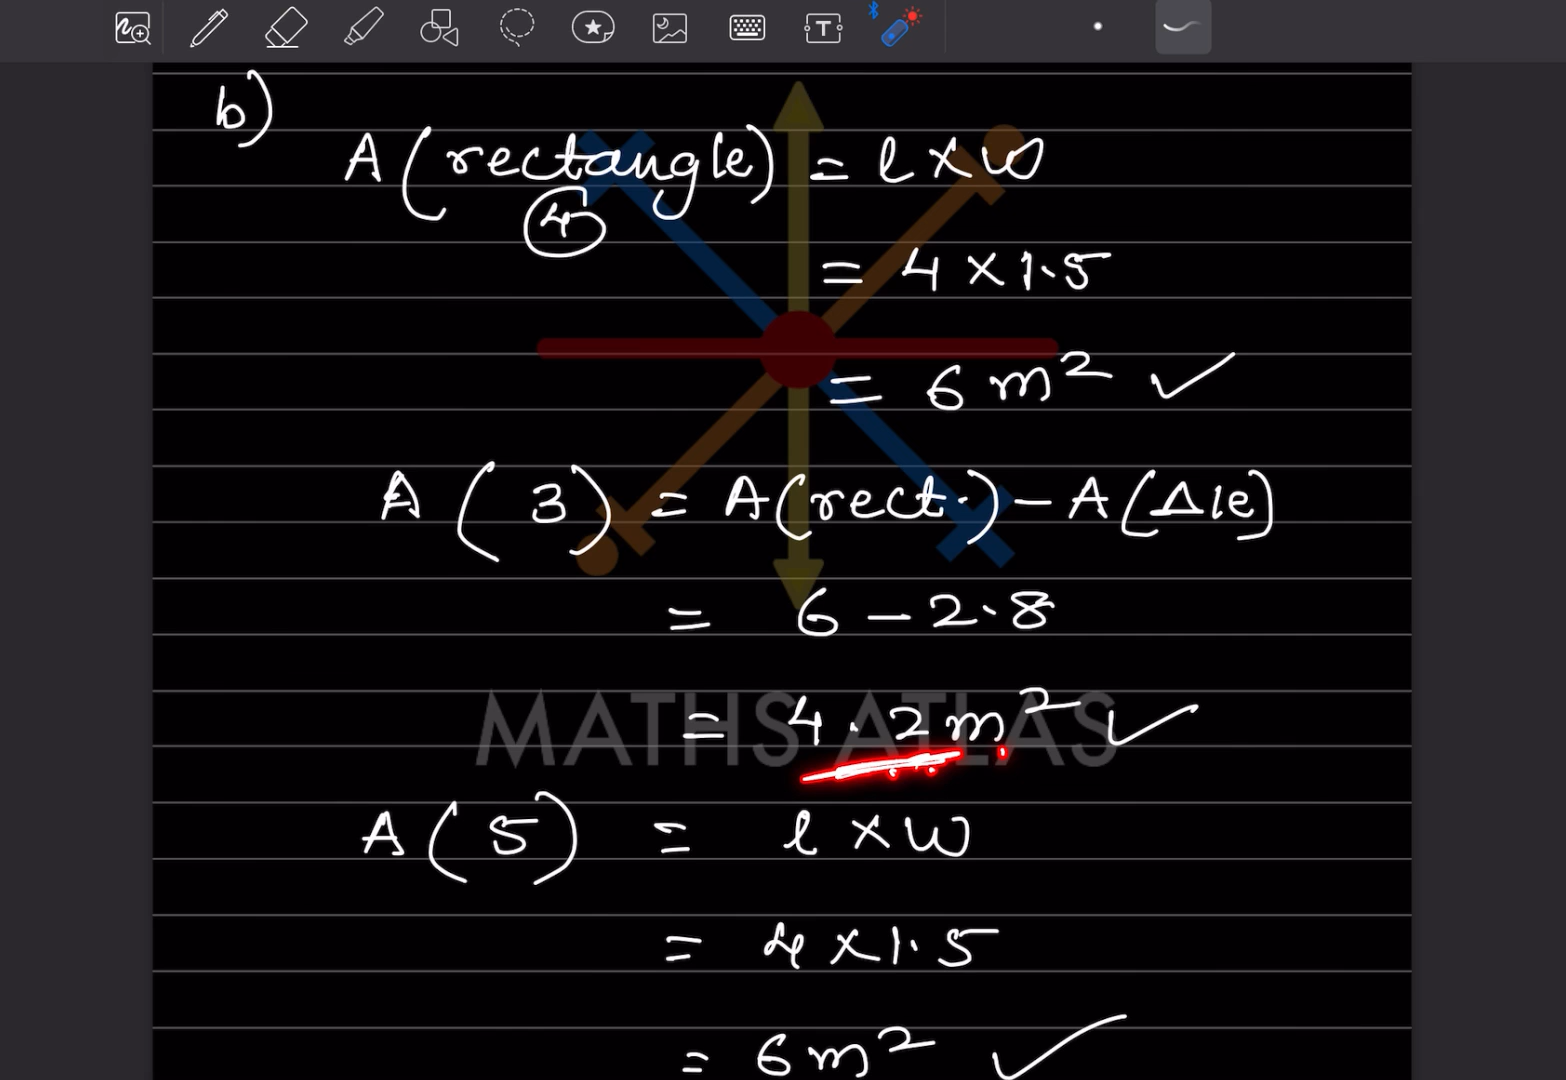 b)
A(rectangle) = l × w
4
= 4 × 1.5
= 6 m² ✓
A ( 3 ) = A(rect.) − A(Δle)
= 6 − 2.8
= 4.2 m² ✓
MATHS ATLAS
A ( 5 ) = l × w
= 4 × 1.5
= 6 m² ✓